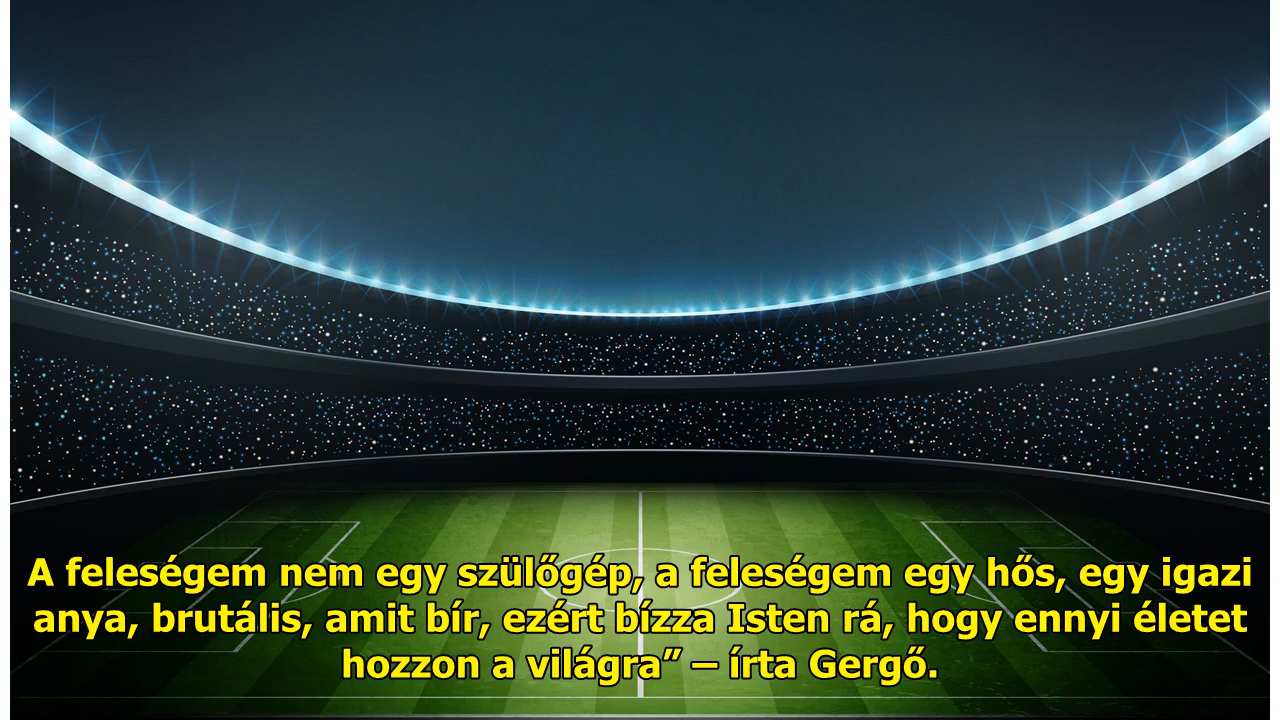 A feleségem nem egy szülőgép, a feleségem egy hős, egy igazi
anya, brutális, amit bír, ezért bízza Isten rá, hogy ennyi életet
hozzon a világra” – írta Gergő.